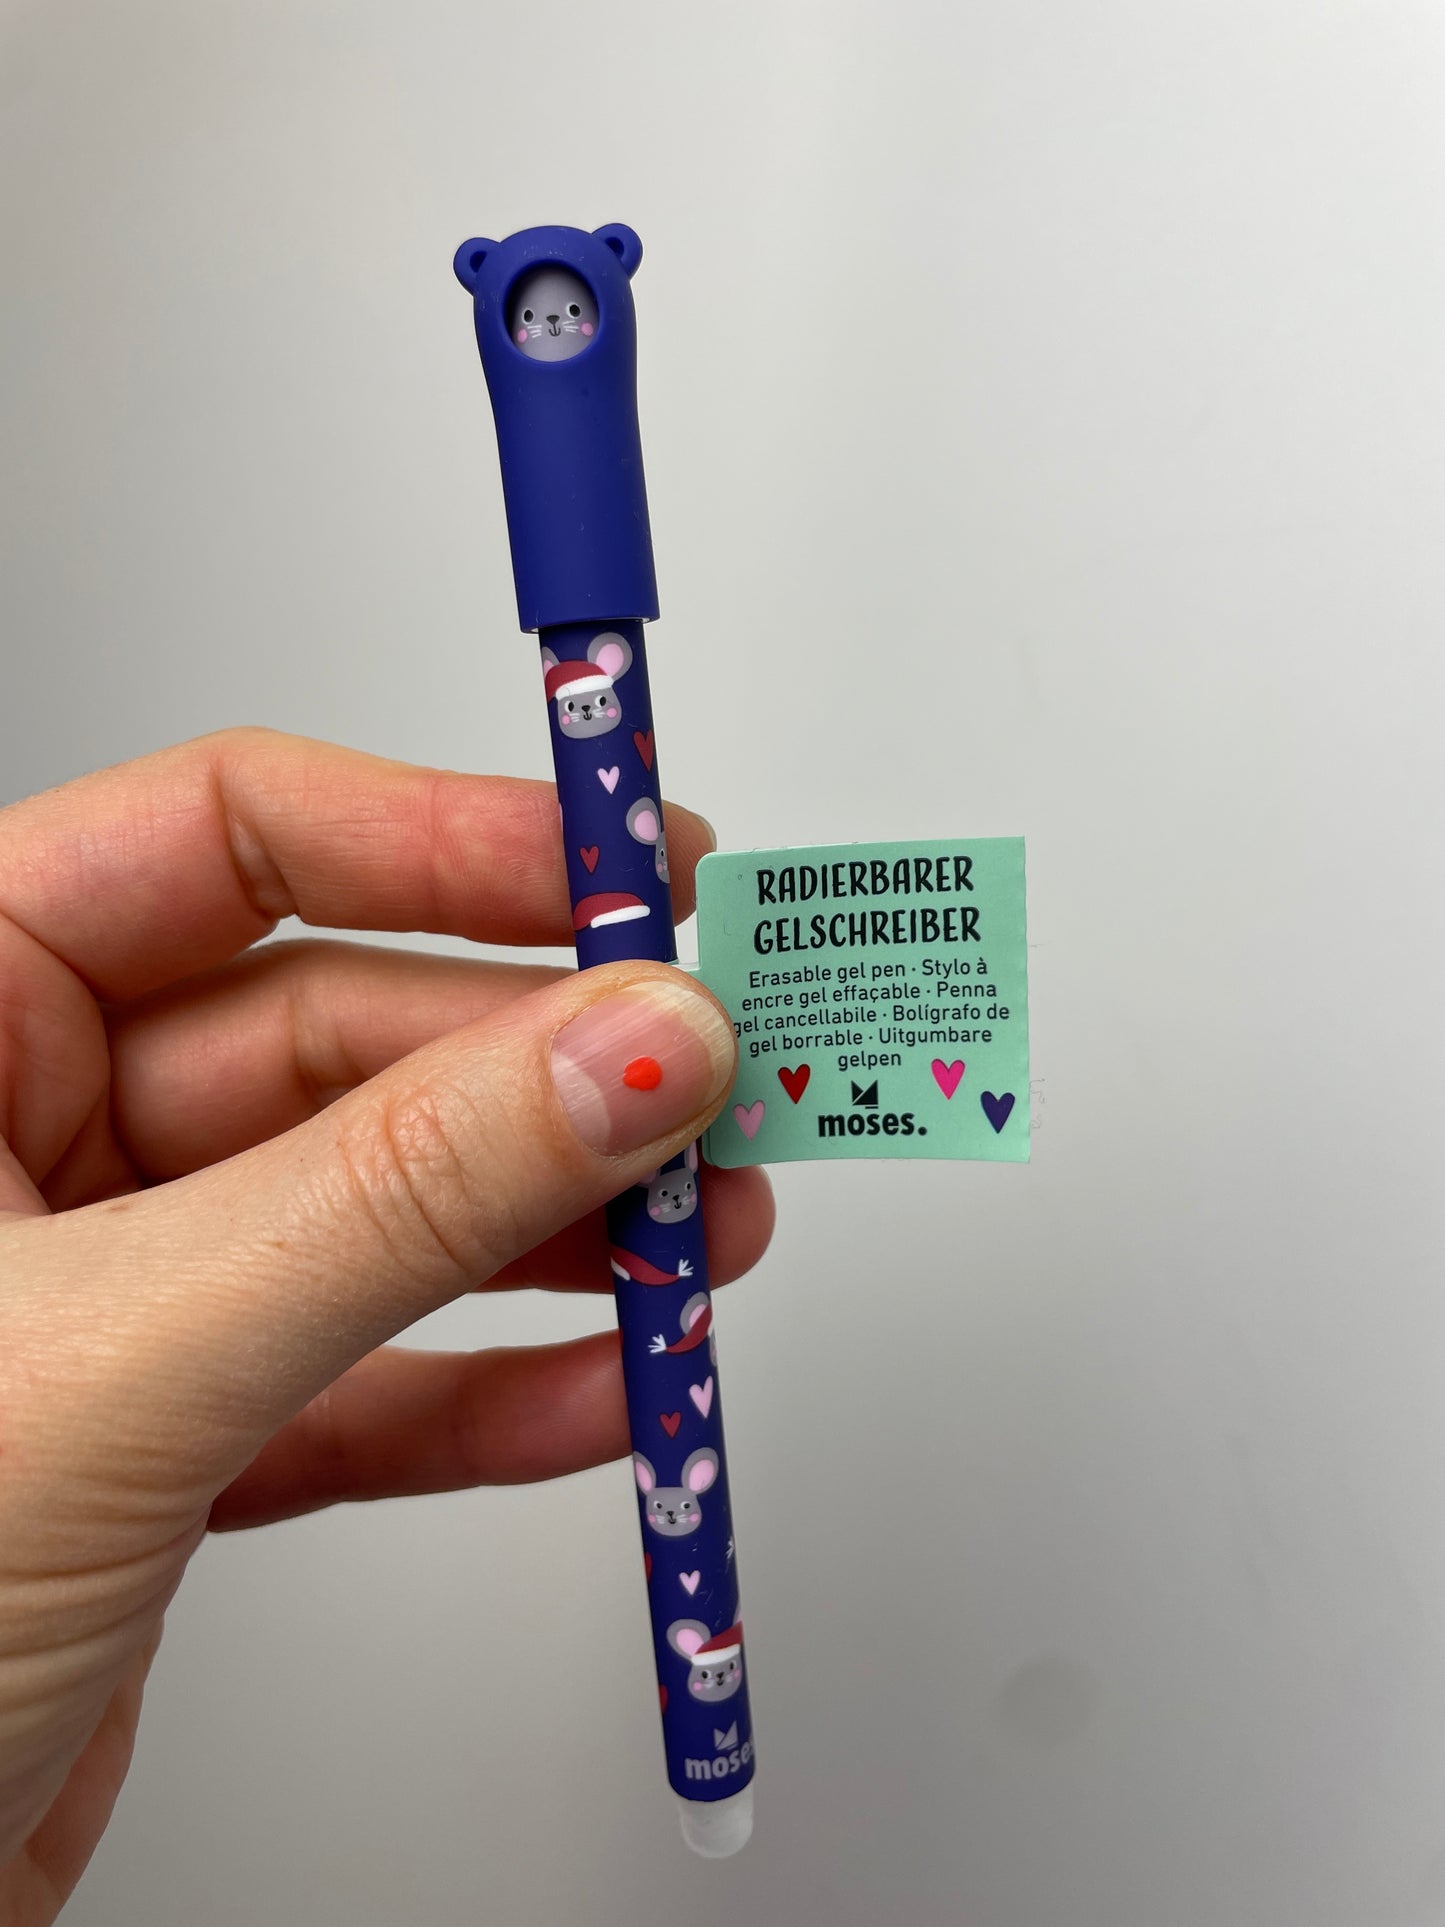 RADIERBARER
GELSCHREIBER
Erasable gel pen · Stylo à
encre gel effaçable · Penna
gel cancellabile · Bolígrafo de
gel borrable · Uitgumbare
gelpen
moses.
moses